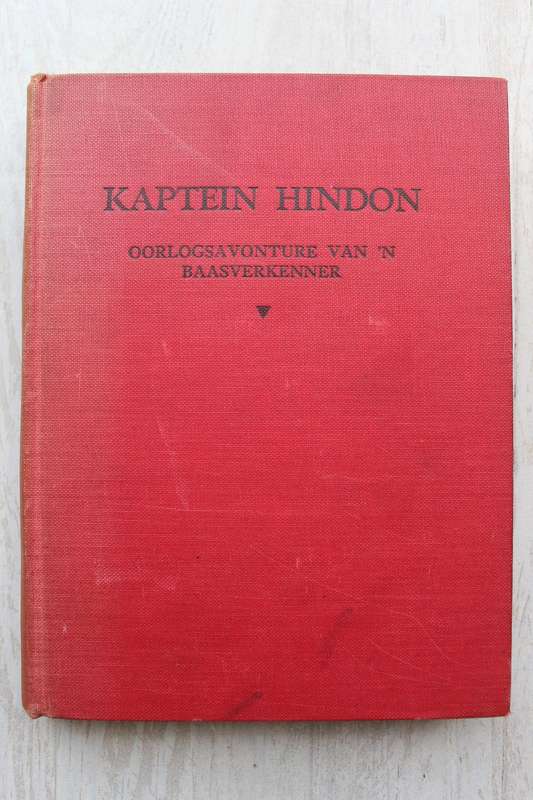 KAPTEIN HINDON
OORLOGSAVONTURE VAN 'N
BAASVERKENNER